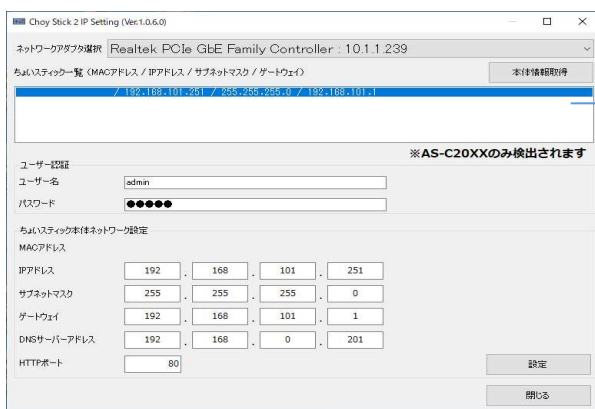 Choy Stick 2 IP Setting (Ver.1.0.6.0)
ネットワークアダプタ選択 Realtek PCIe GbE Family Controller : 10.1.1.239
ちょいスティック一覧 (MACアドレス / IPアドレス / サブネットマスク / ゲートウェイ) 本体情報取得
/ 192.168.101.251 / 255.255.255.0 / 192.168.101.1
※AS-C20XXのみ検出されます
ユーザー認証
ユーザー名 admin
パスワード ●●●●●
ちょいスティック本体ネットワーク設定
MACアドレス
IPアドレス 192 . 168 . 101 . 251
サブネットマスク 255 . 255 . 255 . 0
ゲートウェイ 192 . 168 . 101 . 1
DNSサーバーアドレス 192 . 168 . 0 . 201
HTTPポート 80 設定
閉じる